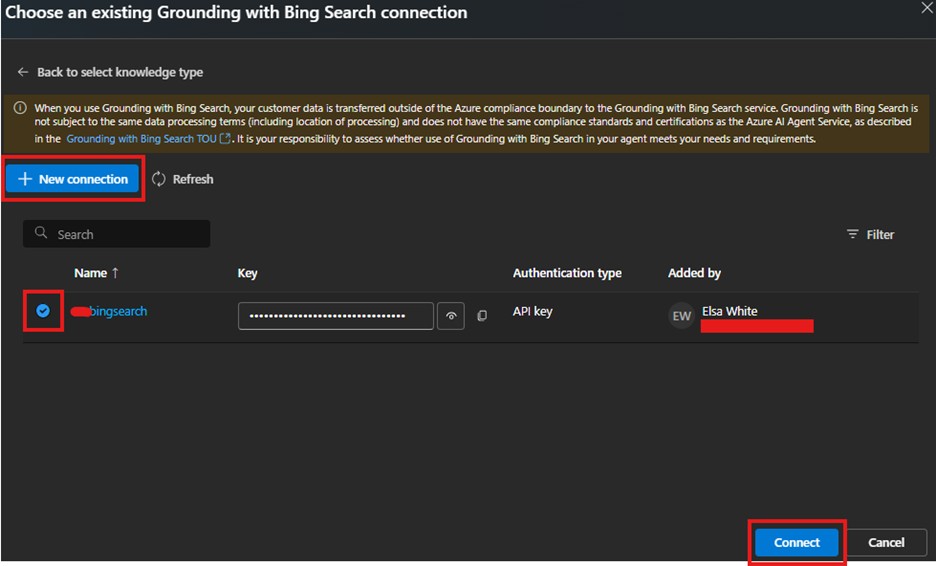 Choose an existing Grounding with Bing Search connection
← Back to select knowledge type
When you use Grounding with Bing Search, your customer data is transferred outside of the Azure compliance boundary to the Grounding with Bing Search service. Grounding with Bing Search is
not subject to the same data processing terms (including location of processing) and does not have the same compliance standards and certifications as the Azure AI Agent Service, as described
in the Grounding with Bing Search TOU. It is your responsibility to assess whether use of Grounding with Bing Search in your agent meets your needs and requirements.
+ New connection Refresh
Search Filter
Name ↑ Key Authentication type Added by
bingsearch •••••••••••••••••••••••••••••••• API key EW Elsa White
Connect Cancel